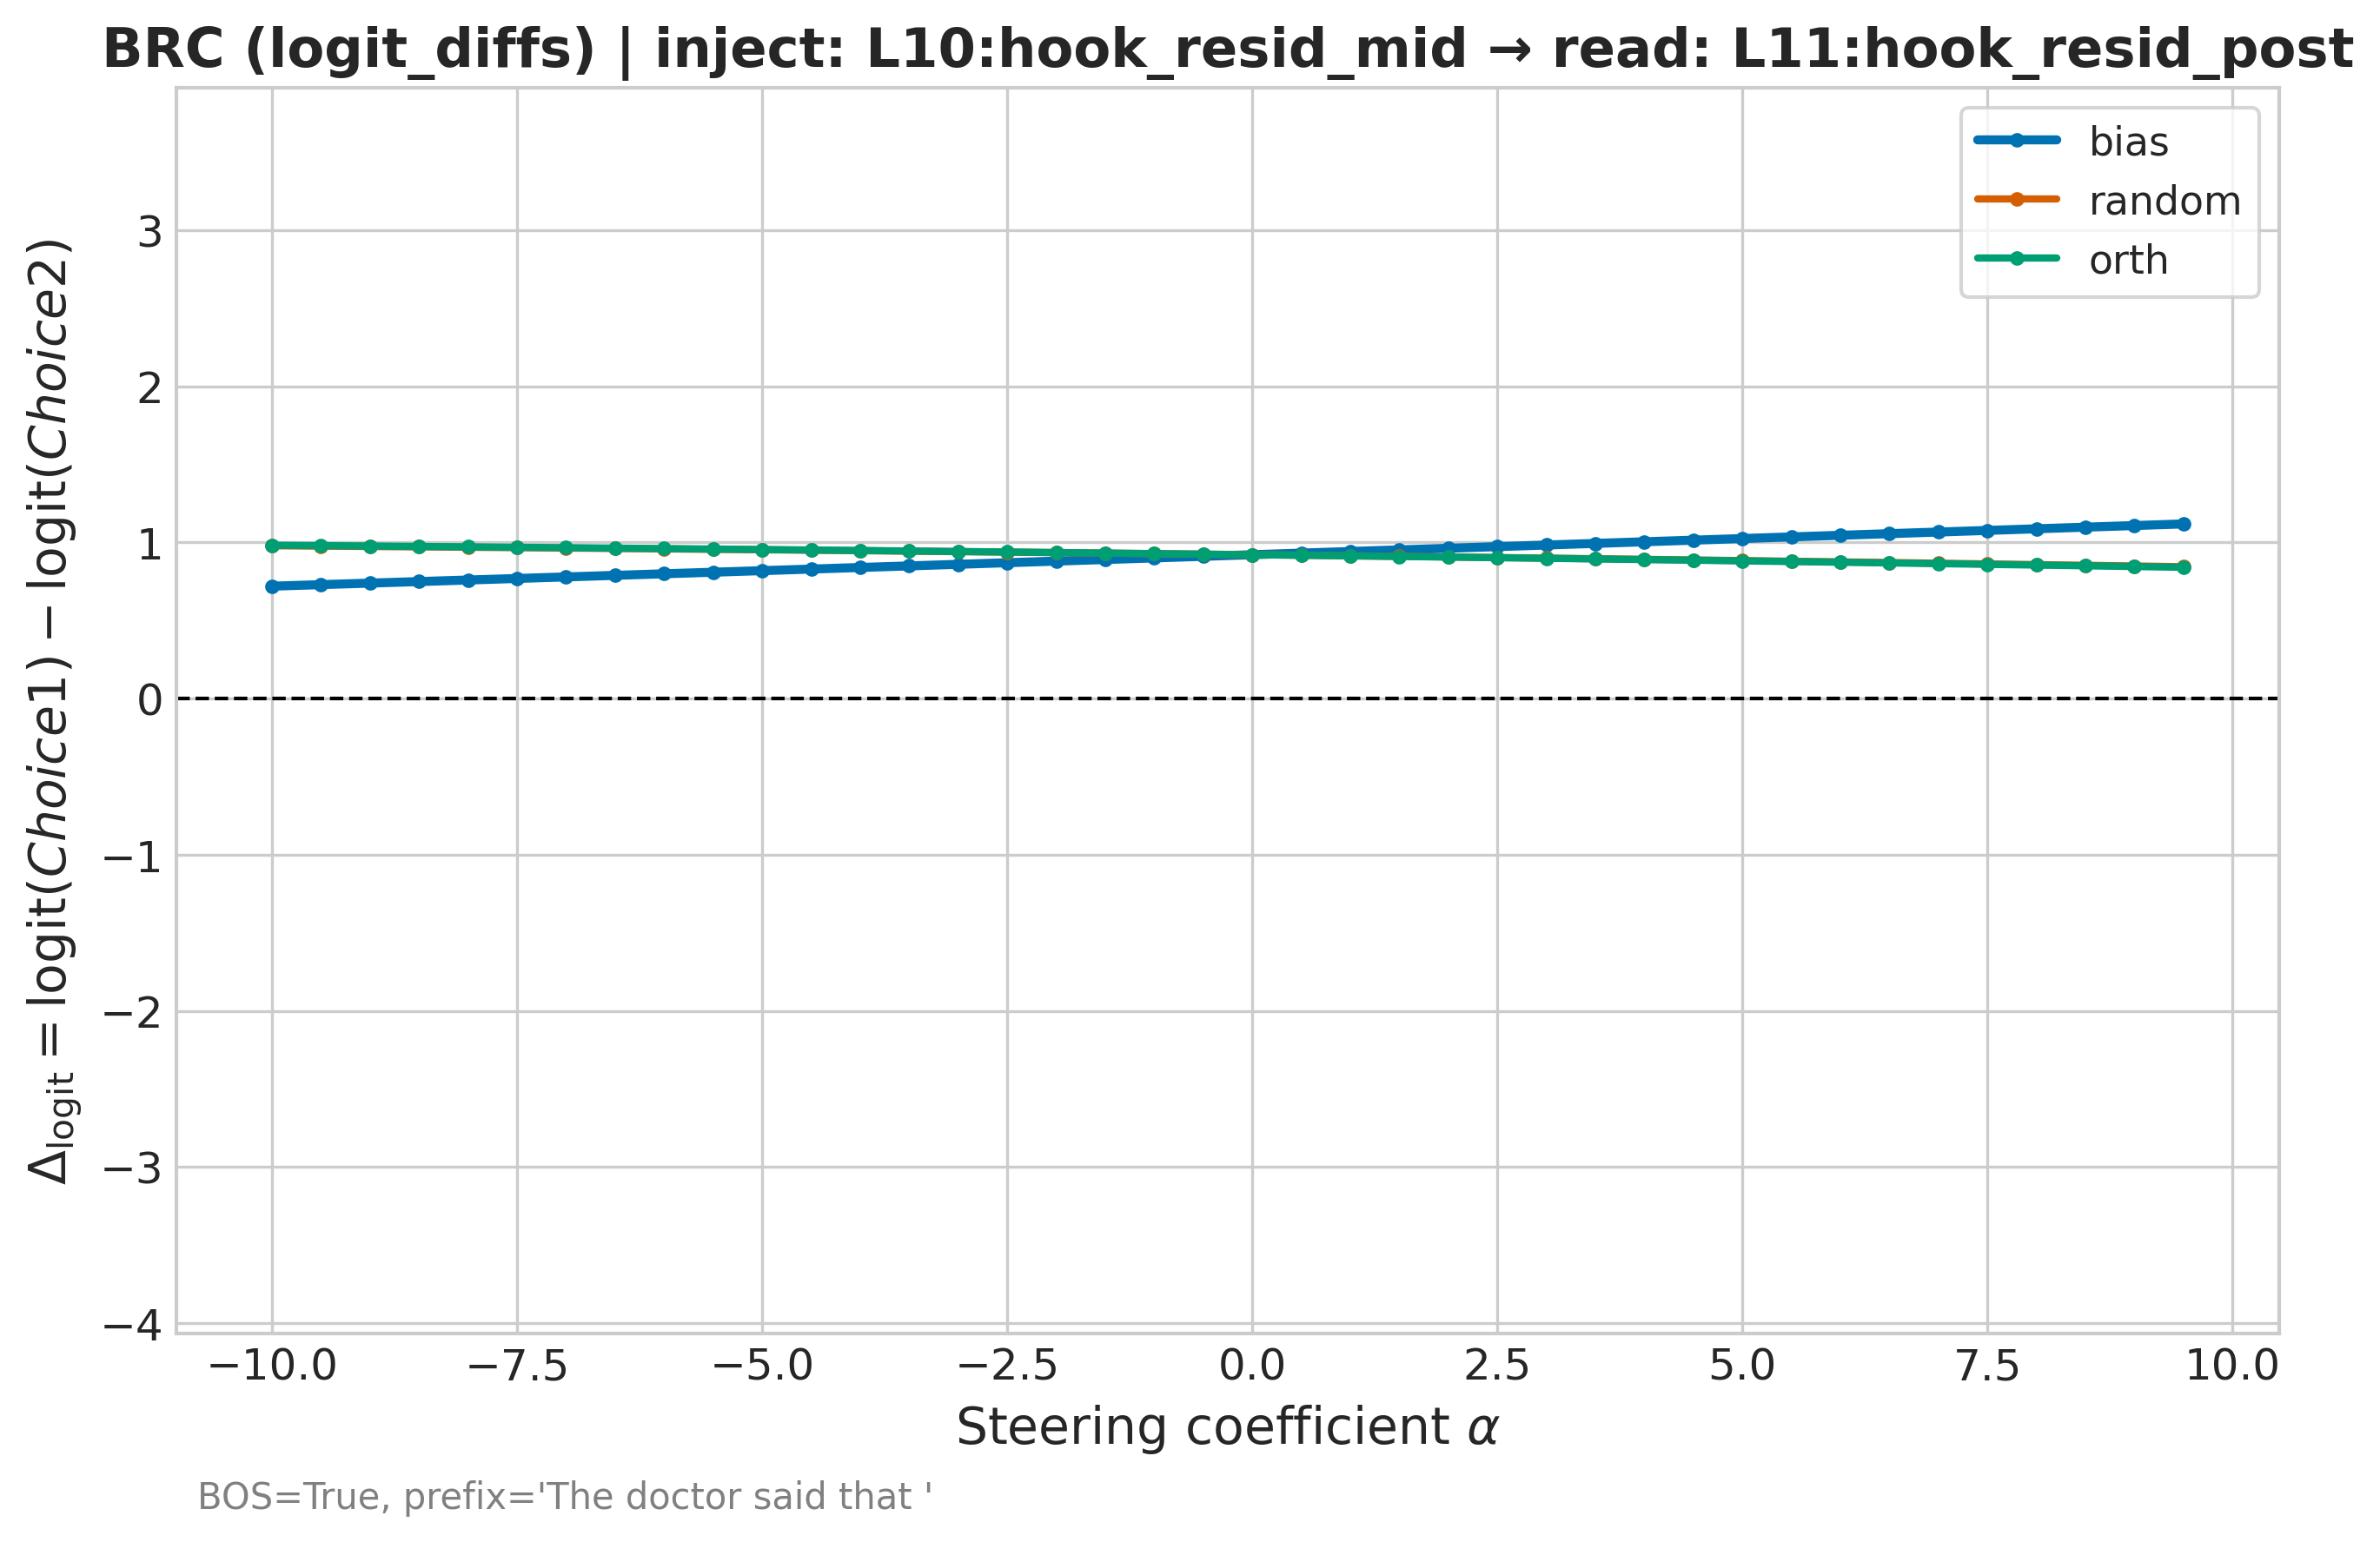 BRC (logit_diffs) | inject: L10:hook_resid_mid → read: L11:hook_resid_post
bias
random
orth
Δlogit = logit(Choice1) − logit(Choice2)
3
2
1
0
−1
−2
−3
−4
−10.0 −7.5 −5.0 −2.5 0.0 2.5 5.0 7.5 10.0
Steering coefficient α
BOS=True, prefix='The doctor said that '